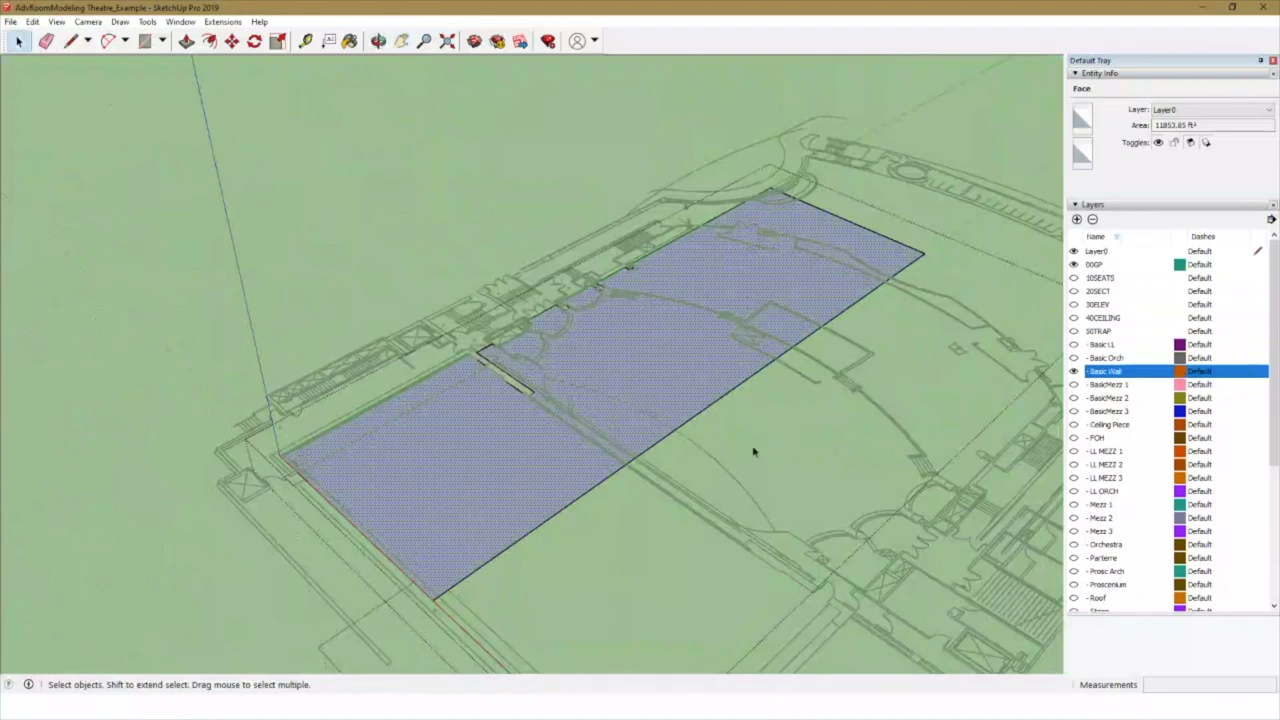 AdvRoomModeling Theatre_Example - SketchUp Pro 2019
File Edit View Camera Draw Tools Window Extensions Help
Default Tray
Entity Info
Face
Layer: Layer0
Area: 11853.85 ft²
Toggles:
Layers
Name Dashes
Layer0 Default
00GP Default
10SEATS Default
20SECT Default
30ELEV Default
40CEILING Default
50TRAP Default
- Basic LL Default
- Basic Orch Default
- Basic Wall Default
- BasicMezz 1 Default
- BasicMezz 2 Default
- BasicMezz 3 Default
- Ceiling Piece Default
- FOH Default
- LL MEZZ 1 Default
- LL MEZZ 2 Default
- LL MEZZ 3 Default
- LL ORCH Default
- Mezz 1 Default
- Mezz 2 Default
- Mezz 3 Default
- Orchestra Default
- Parterre Default
- Prosc Arch Default
- Proscenium Default
- Roof Default
Select objects. Shift to extend select. Drag mouse to select multiple.
Measurements